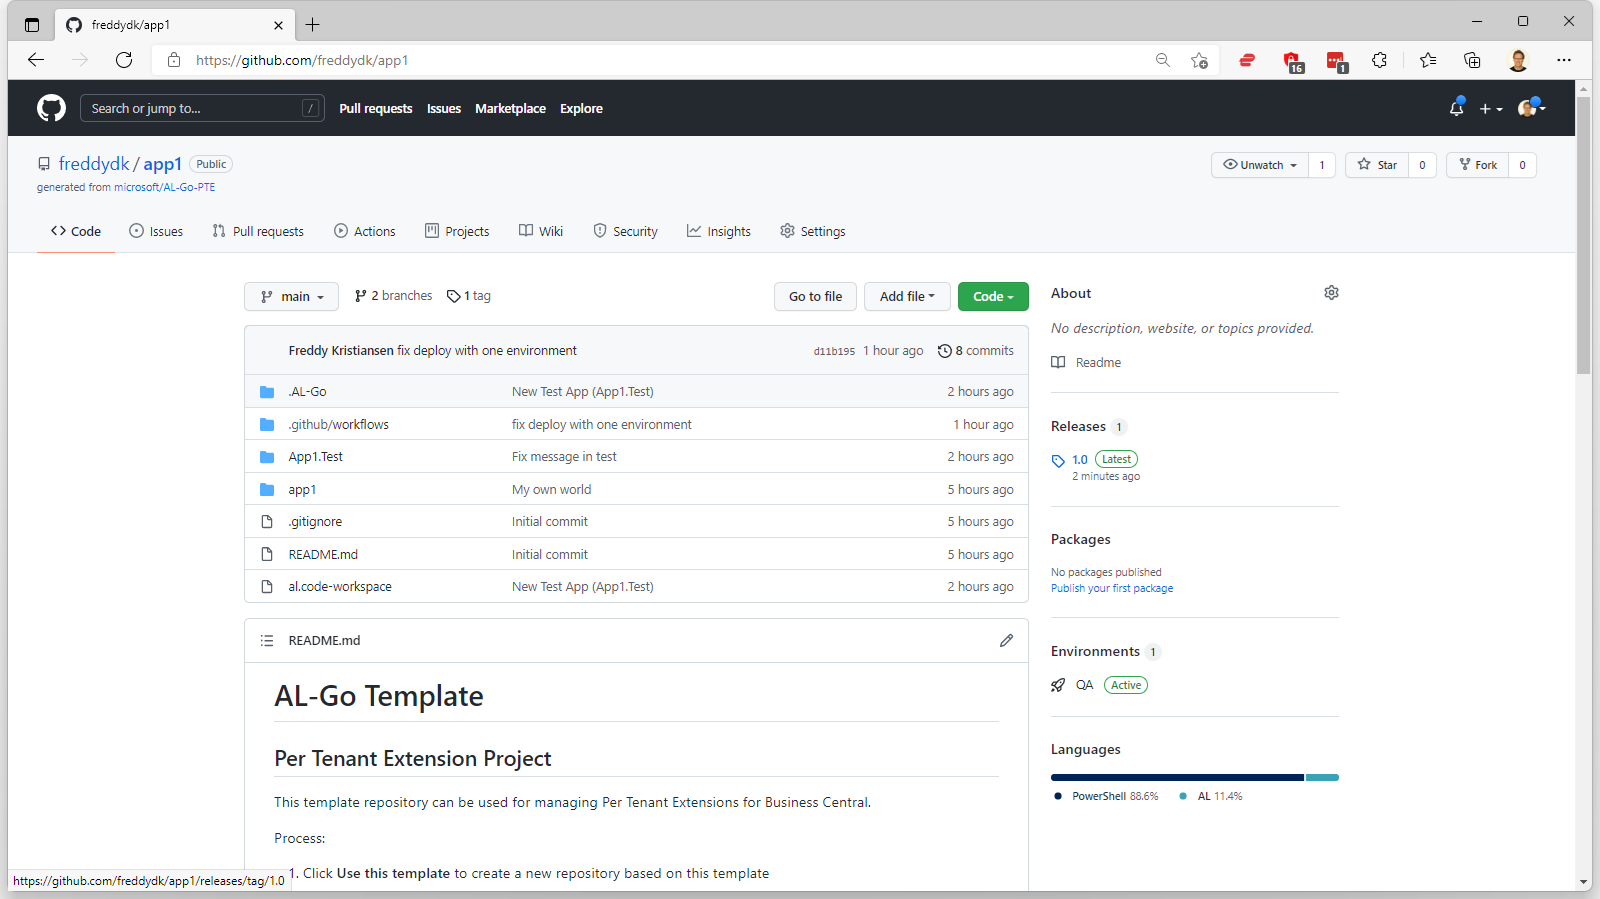 freddydk/app1
https://github.com/freddydk/app1
16
1
Search or jump to...
/
Pull requests
Issues
Marketplace
Explore
freddydk / app1 Public
generated from microsoft/AL-Go-PTE
Unwatch 1
Star 0
Fork 0
Code
Issues
Pull requests
Actions
Projects
Wiki
Security
Insights
Settings
main
2 branches
1 tag
Go to file
Add file
Code
Freddy Kristiansen fix deploy with one environment
d11b195 1 hour ago 8 commits
.AL-Go New Test App (App1.Test) 2 hours ago
.github/workflows fix deploy with one environment 1 hour ago
App1.Test Fix message in test 2 hours ago
app1 My own world 5 hours ago
.gitignore Initial commit 5 hours ago
README.md Initial commit 5 hours ago
al.code-workspace New Test App (App1.Test) 2 hours ago
README.md
AL-Go Template
Per Tenant Extension Project
This template repository can be used for managing Per Tenant Extensions for Business Central.
Process:
1. Click Use this template to create a new repository based on this template
About
No description, website, or topics provided.
Readme
Releases 1
1.0 Latest
2 minutes ago
Packages
No packages published
Publish your first package
Environments 1
QA Active
Languages
PowerShell 88.6% AL 11.4%
https://github.com/freddydk/app1/releases/tag/1.0